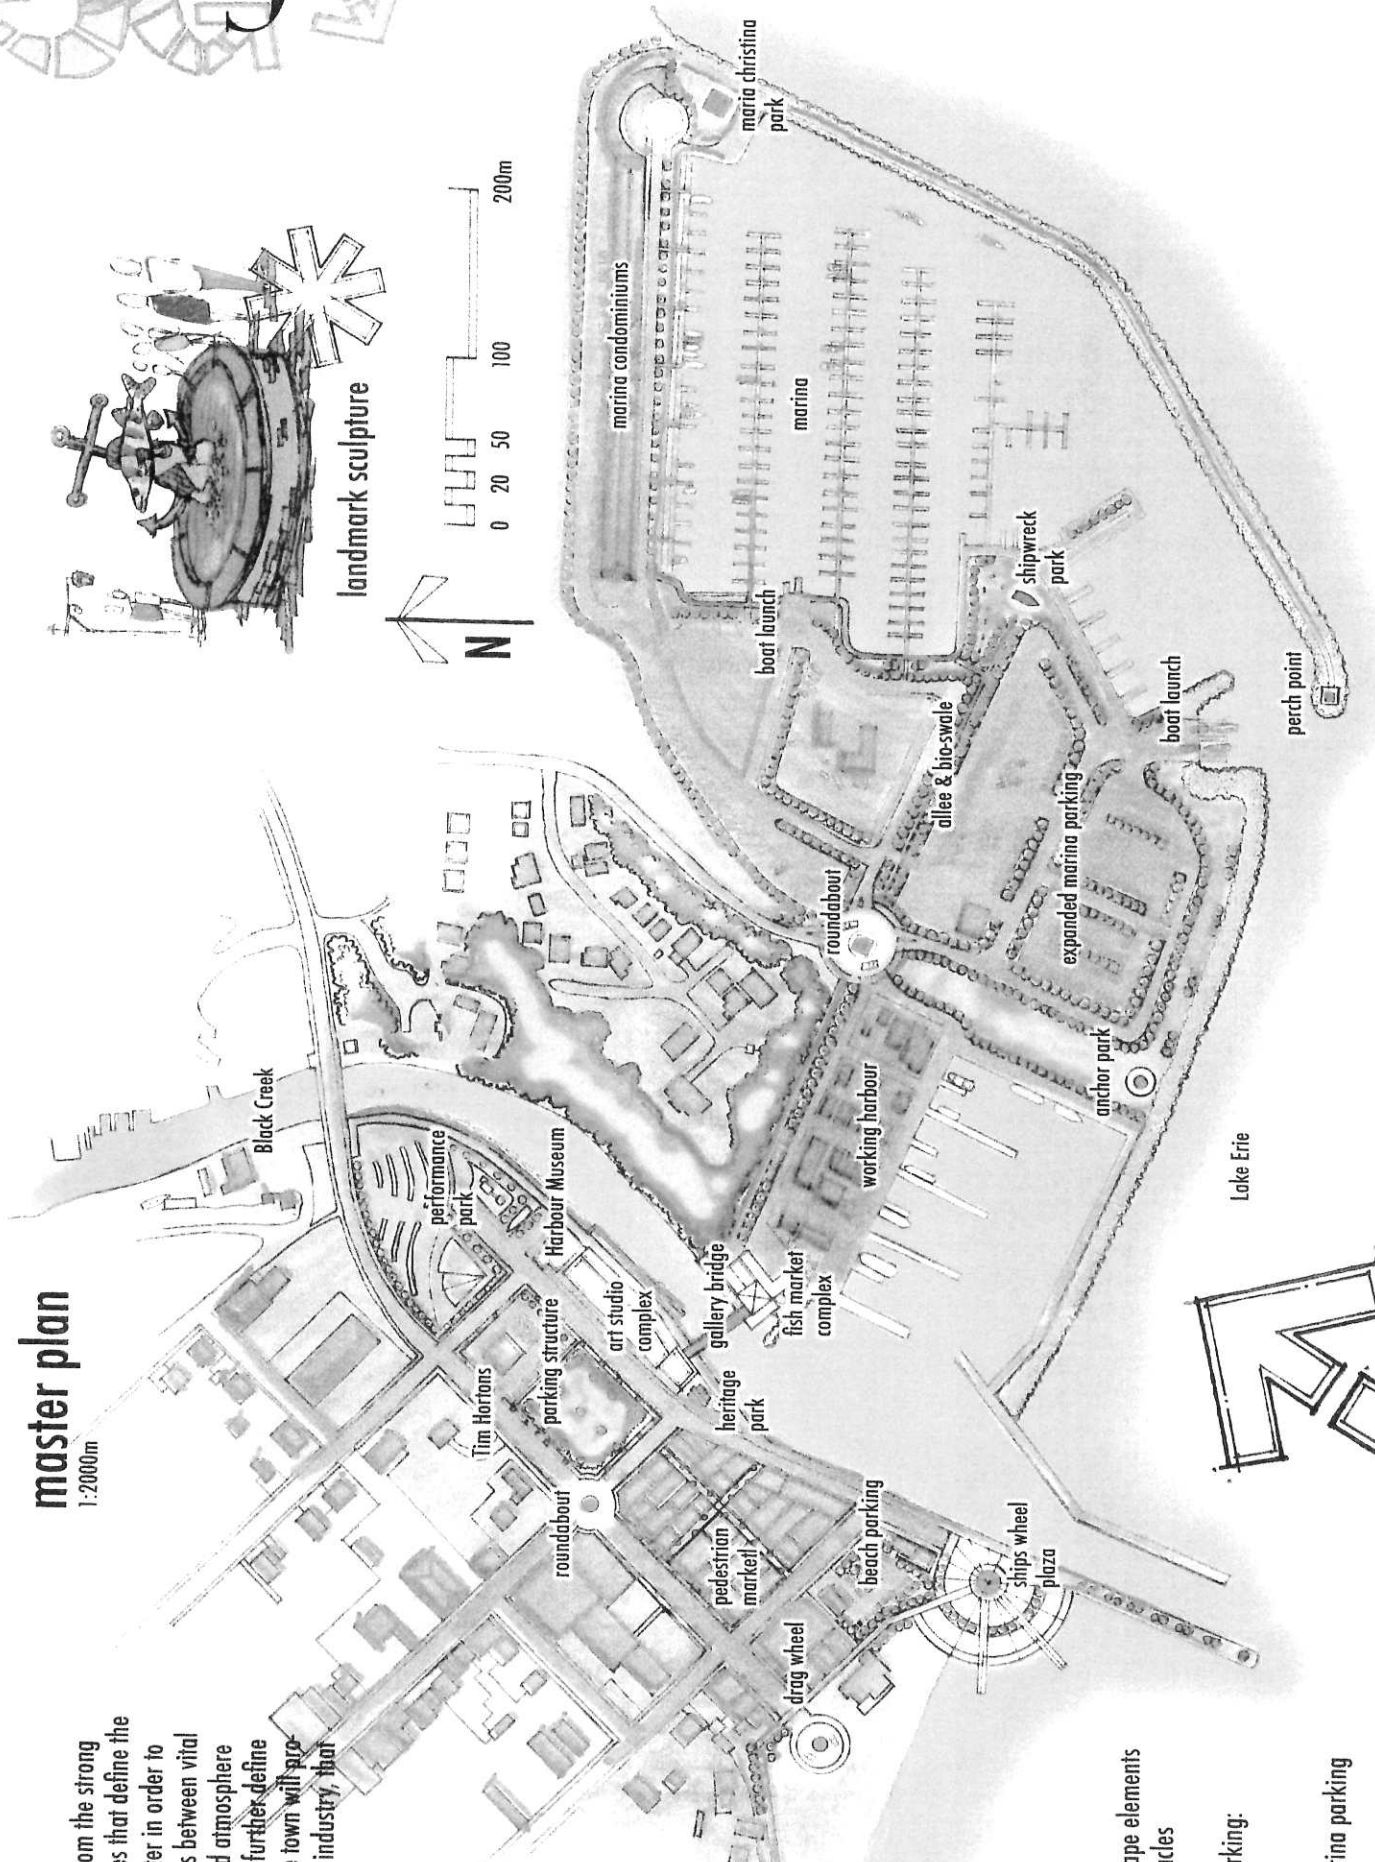 master plan
1:2000m
om the strong
es that define the
er in order to
s between vital
d atmosphere
further define
town will pro-
industry, that
landmark sculpture
0 20 50 100 200m
N
Black Creek
performance
park
Harbour Museum
Tim Hortons
parking structure
art studio
complex
gallery bridge
fish market
complex
heritage
park
roundabout
pedestrian
market
beach parking
drag wheel
ships wheel
plaza
working harbour
roundabout
anchor park
expanded marina parking
allee & bio-swale
boat launch
boat launch
shipwreck
park
perch point
marina
marina condominiums
maria christina
park
Lake Erie
ape elements
cles
rking:
rina parking